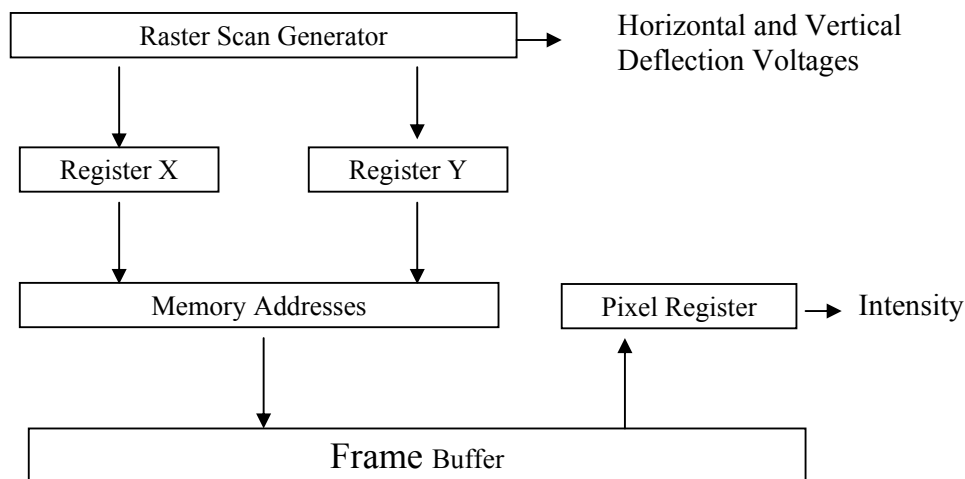 Raster Scan Generator
Horizontal and Vertical
Deflection Voltages
Register X
Register Y
Memory Addresses
Pixel Register
Intensity
Frame Buffer